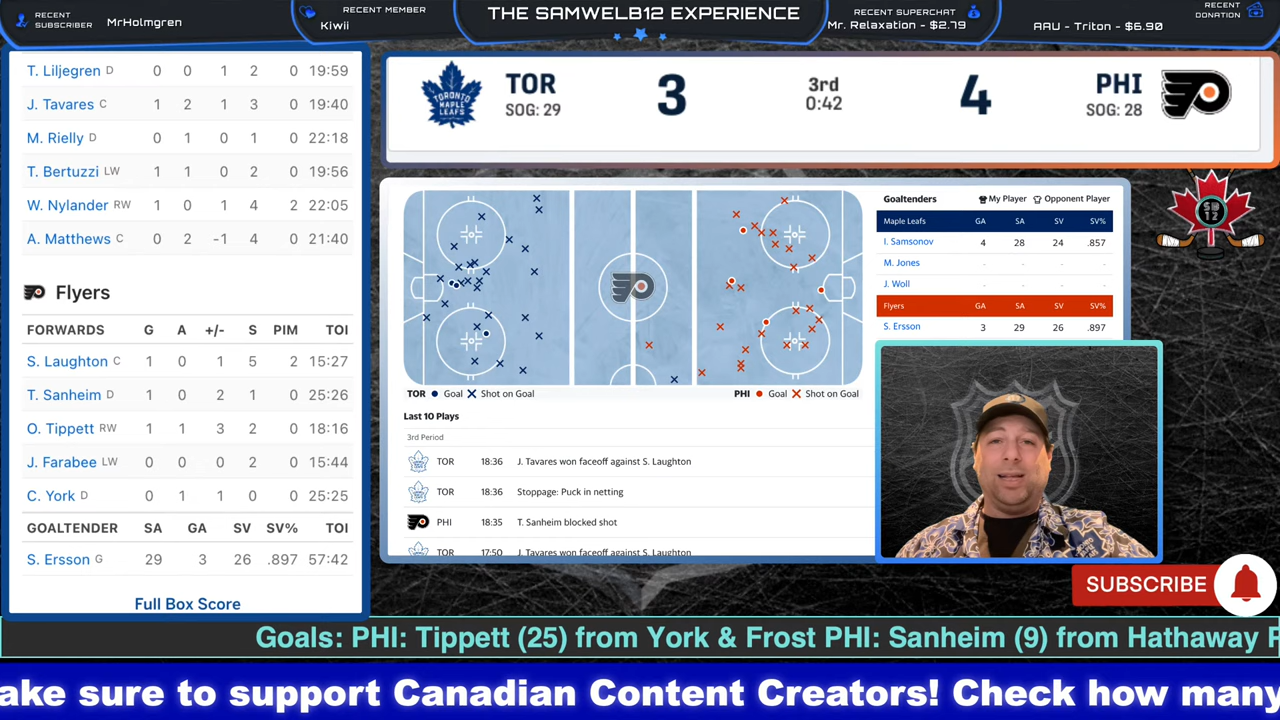 RECENT SUBSCRIBER
MrHolmgren
RECENT MEMBER
Kiwii
THE SAMWELB12 EXPERIENCE
RECENT SUPERCHAT
Mr. Relaxation - $2.79
RECENT DONATION
AAU - Triton - $6.90
T. Liljegren D 0 0 1 2 0 19:59
J. Tavares C 1 2 1 3 0 19:40
M. Rielly D 0 1 0 1 0 22:18
T. Bertuzzi LW 1 1 0 2 0 19:56
W. Nylander RW 1 0 1 4 2 22:05
A. Matthews C 0 2 -1 4 0 21:40
Flyers
FORWARDS G A +/- S PIM TOI
S. Laughton C 1 0 1 5 2 15:27
T. Sanheim D 1 0 2 1 0 25:26
O. Tippett RW 1 1 3 2 0 18:16
J. Farabee LW 0 0 0 2 0 15:44
C. York D 0 1 1 0 0 25:25
GOALTENDER SA GA SV SV% TOI
S. Ersson G 29 3 26 .897 57:42
Full Box Score
TORONTO MAPLE LEAFS
TOR
SOG: 29
3
3rd
0:42
4
PHI
SOG: 28
SB 12
Goaltenders My Player Opponent Player
Maple Leafs GA SA SV SV%
I. Samsonov 4 28 24 .857
M. Jones - - - -
J. Woll - - - -
Flyers GA SA SV SV%
S. Ersson 3 29 26 .897
TOR Goal Shot on Goal
PHI Goal Shot on Goal
Last 10 Plays
3rd Period
TOR 18:36 J. Tavares won faceoff against S. Laughton
TOR 18:36 Stoppage: Puck in netting
PHI 18:35 T. Sanheim blocked shot
TOR 17:50 J. Tavares won faceoff against S. Laughton
SUBSCRIBE
Goals: PHI: Tippett (25) from York & Frost PHI: Sanheim (9) from Hathaway
ake sure to support Canadian Content Creators! Check how many